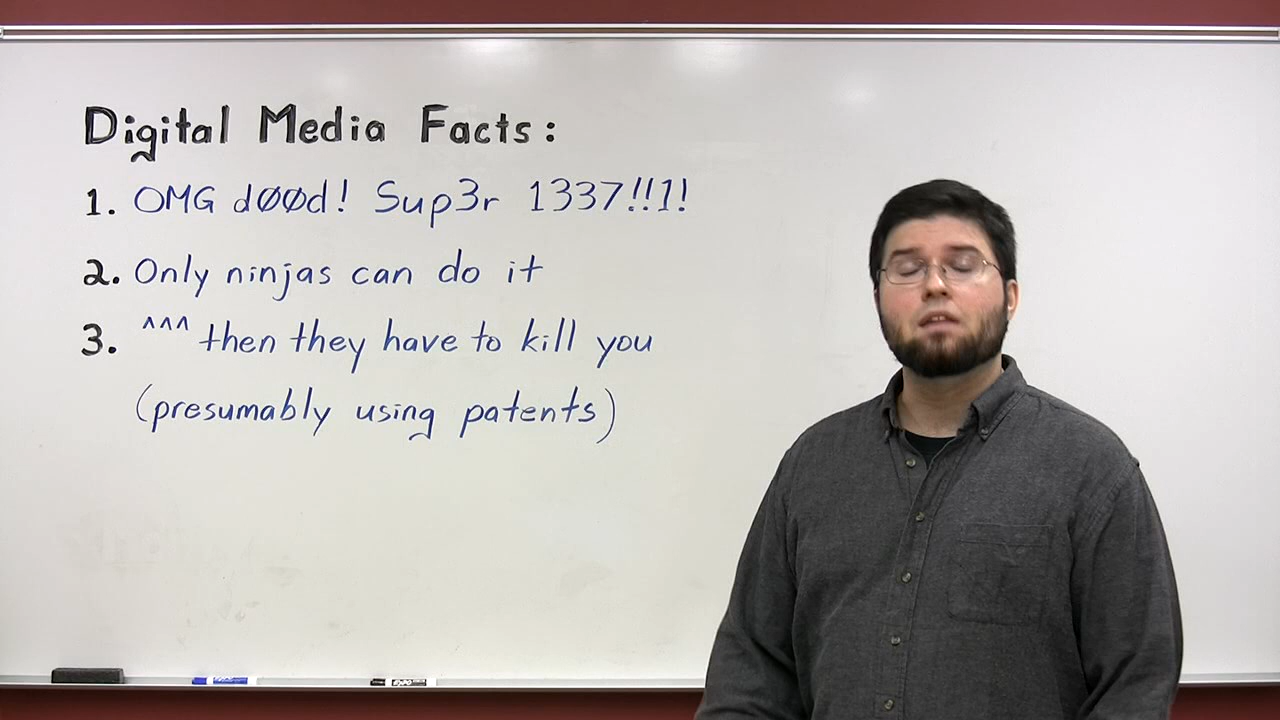 Digital Media Facts:
1. OMG dØØd! Sup3r 1337!!1!
2. Only ninjas can do it
3. ^^^ then they have to kill you
(presumably using patents)
EXPO